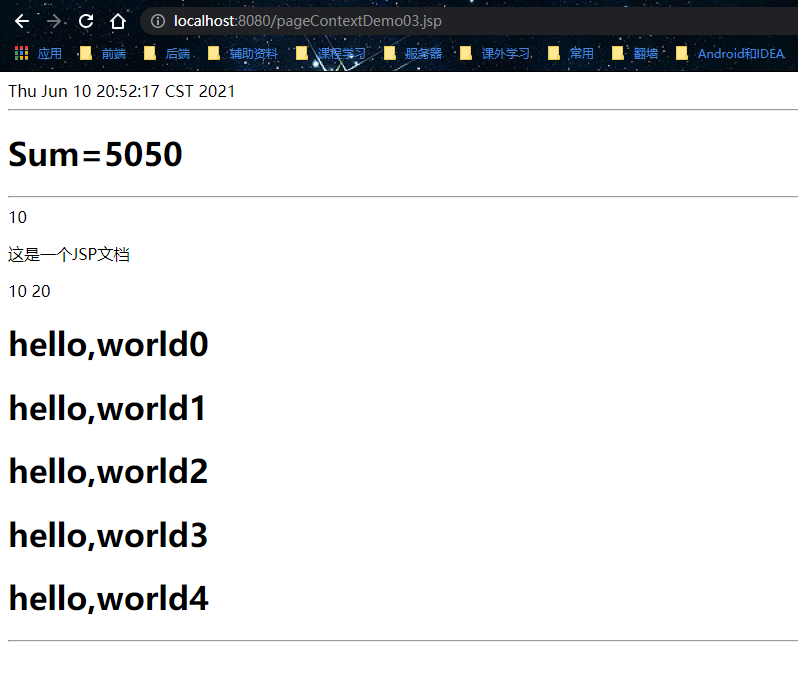 localhost:8080/pageContextDemo03.jsp
应用 前端 后端 辅助资料 课程学习 服务器 课外学习 常用 翻墙 Android和IDEA
Thu Jun 10 20:52:17 CST 2021
Sum=5050
10
这是一个JSP文档
10 20
hello,world0
hello,world1
hello,world2
hello,world3
hello,world4